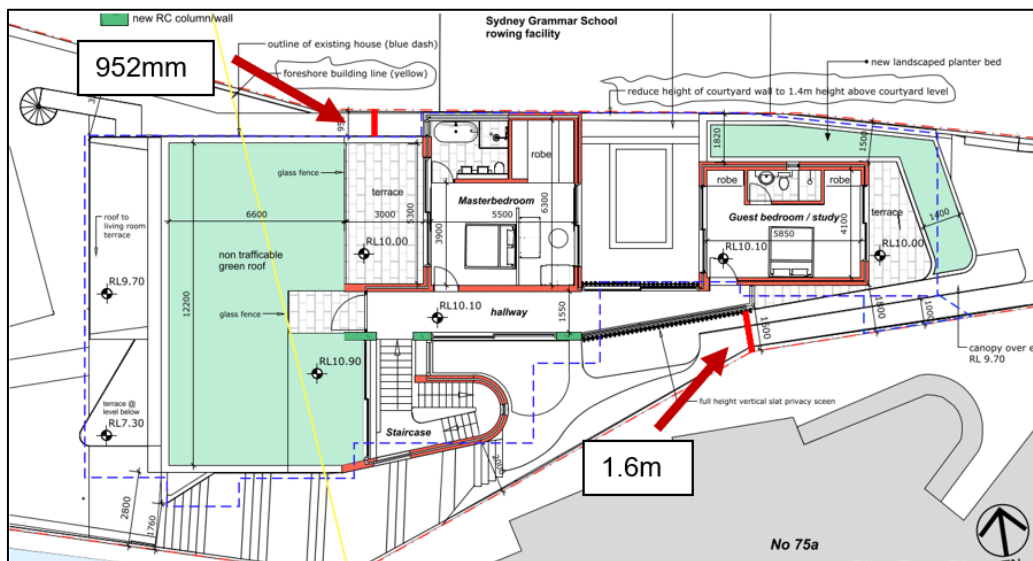 new RC column/wall
Sydney Grammar School
rowing facility
outline of existing house (blue dash)
foreshore building line (yellow)
952mm
new landscaped planter bed
reduce height of courtyard wall to 1.4m height above courtyard level
1820
1500
glass fence
robe
terrace
6600
3000
5300
Masterbedroom
5500
6300
3900
robe
robe
Guest bedroom / study
5850
4100
terrace
1400
roof to
living room
terrace
non trafficable
green roof
RL10.00
RL10.10
RL10.00
RL9.70
12200
glass fence
RL10.10
hallway
1550
1800
1000
1600
canopy over e
RL 9.70
RL10.90
full height vertical slat privacy sceen
terrace @
level below
RL7.30
Staircase
2000
1.6m
2800
1760
No 75a